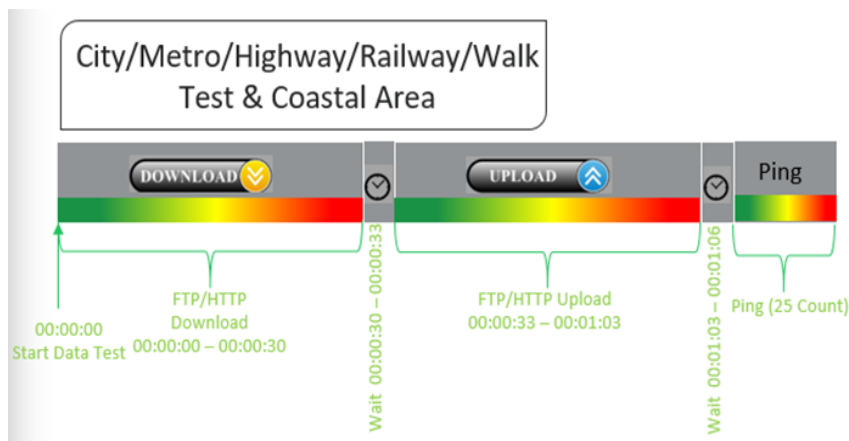 City/Metro/Highway/Railway/Walk
Test & Coastal Area
DOWNLOAD
UPLOAD
Ping
00:00:00
Start Data Test
FTP/HTTP
Download
00:00:00 – 00:00:30
Wait 00:00:30 – 00:00:33
FTP/HTTP Upload
00:00:33 – 00:01:03
Wait 00:01:03 – 00:01:06
Ping (25 Count)